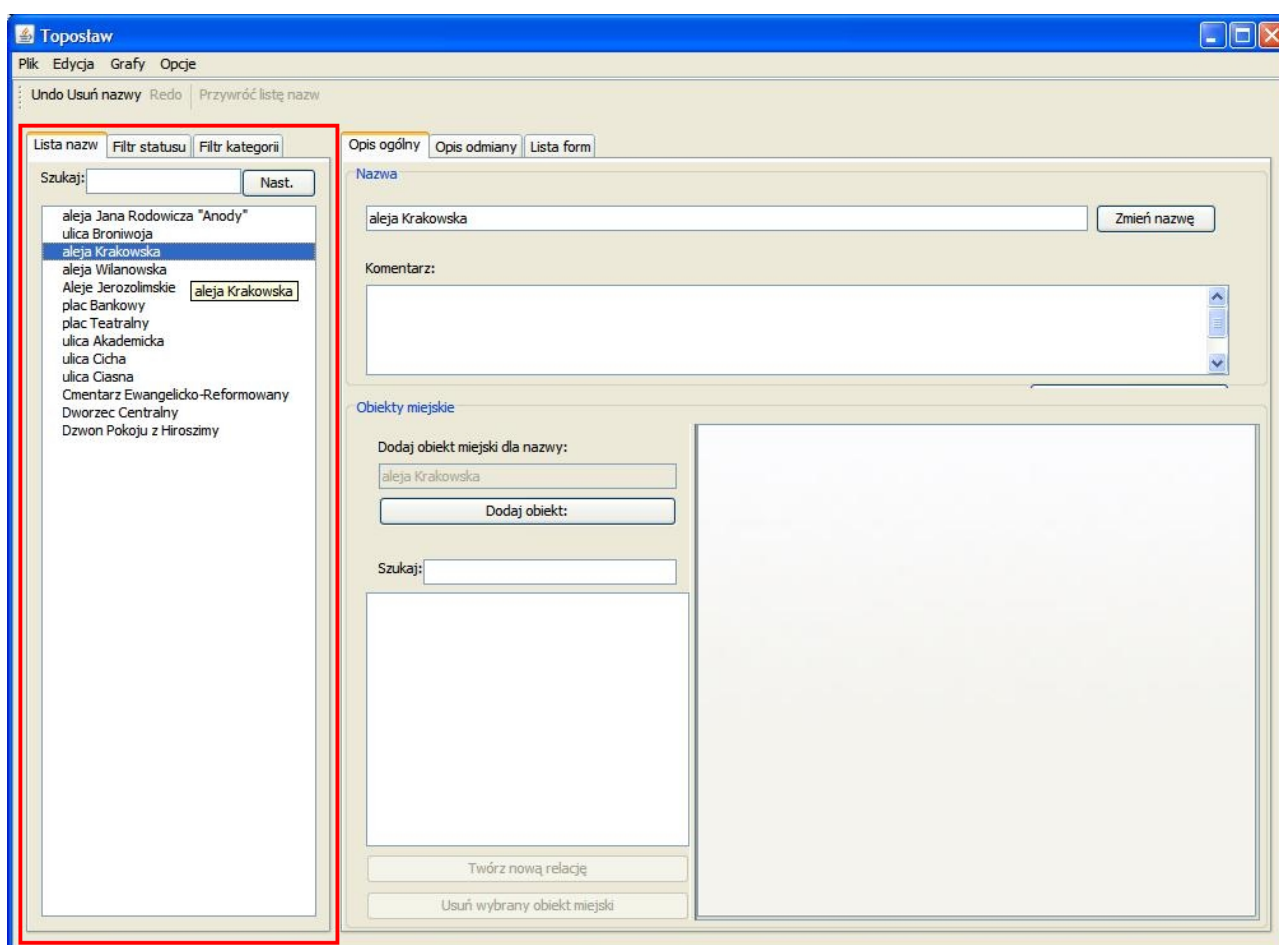 Toposław
Plik Edycja Grafy Opcje
Undo Usuń nazwy Redo Przywróć listę nazw
Lista nazw Filtr statusu Filtr kategorii
Szukaj: Nast.
aleja Jana Rodowicza "Anody"
ulica Broniwoja
aleja Krakowska
aleja Wilanowska
Aleje Jerozolimskie
aleja Krakowska
plac Bankowy
plac Teatralny
ulica Akademicka
ulica Cicha
ulica Ciasna
Cmentarz Ewangelicko-Reformowany
Dworzec Centralny
Dzwon Pokoju z Hiroszimy
Opis ogólny Opis odmiany Lista form
Nazwa
aleja Krakowska Zmień nazwę
Komentarz:
Obiekty miejskie
Dodaj obiekt miejski dla nazwy:
aleja Krakowska
Dodaj obiekt:
Szukaj:
Twórz nową relację
Usuń wybrany obiekt miejski